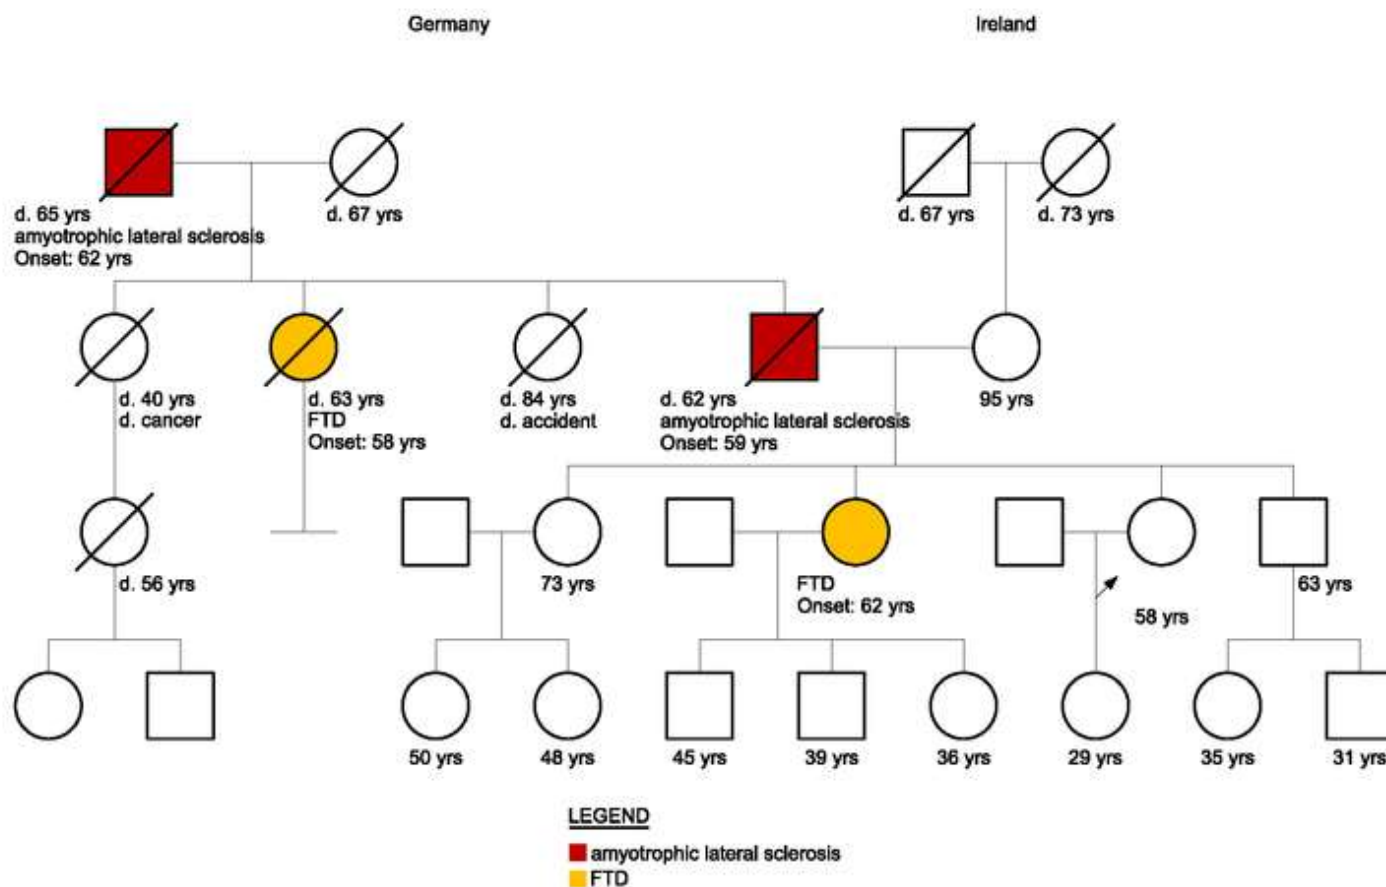 Germany
Ireland
d. 65 yrs
amyotrophic lateral sclerosis
Onset: 62 yrs
d. 67 yrs
d. 67 yrs
d. 73 yrs
d. 40 yrs
d. cancer
d. 63 yrs
FTD
Onset: 58 yrs
d. 84 yrs
d. accident
d. 62 yrs
amyotrophic lateral sclerosis
Onset: 59 yrs
95 yrs
d. 56 yrs
73 yrs
FTD
Onset: 62 yrs
58 yrs
63 yrs
50 yrs
48 yrs
45 yrs
39 yrs
36 yrs
29 yrs
35 yrs
31 yrs
LEGEND
amyotrophic lateral sclerosis
FTD